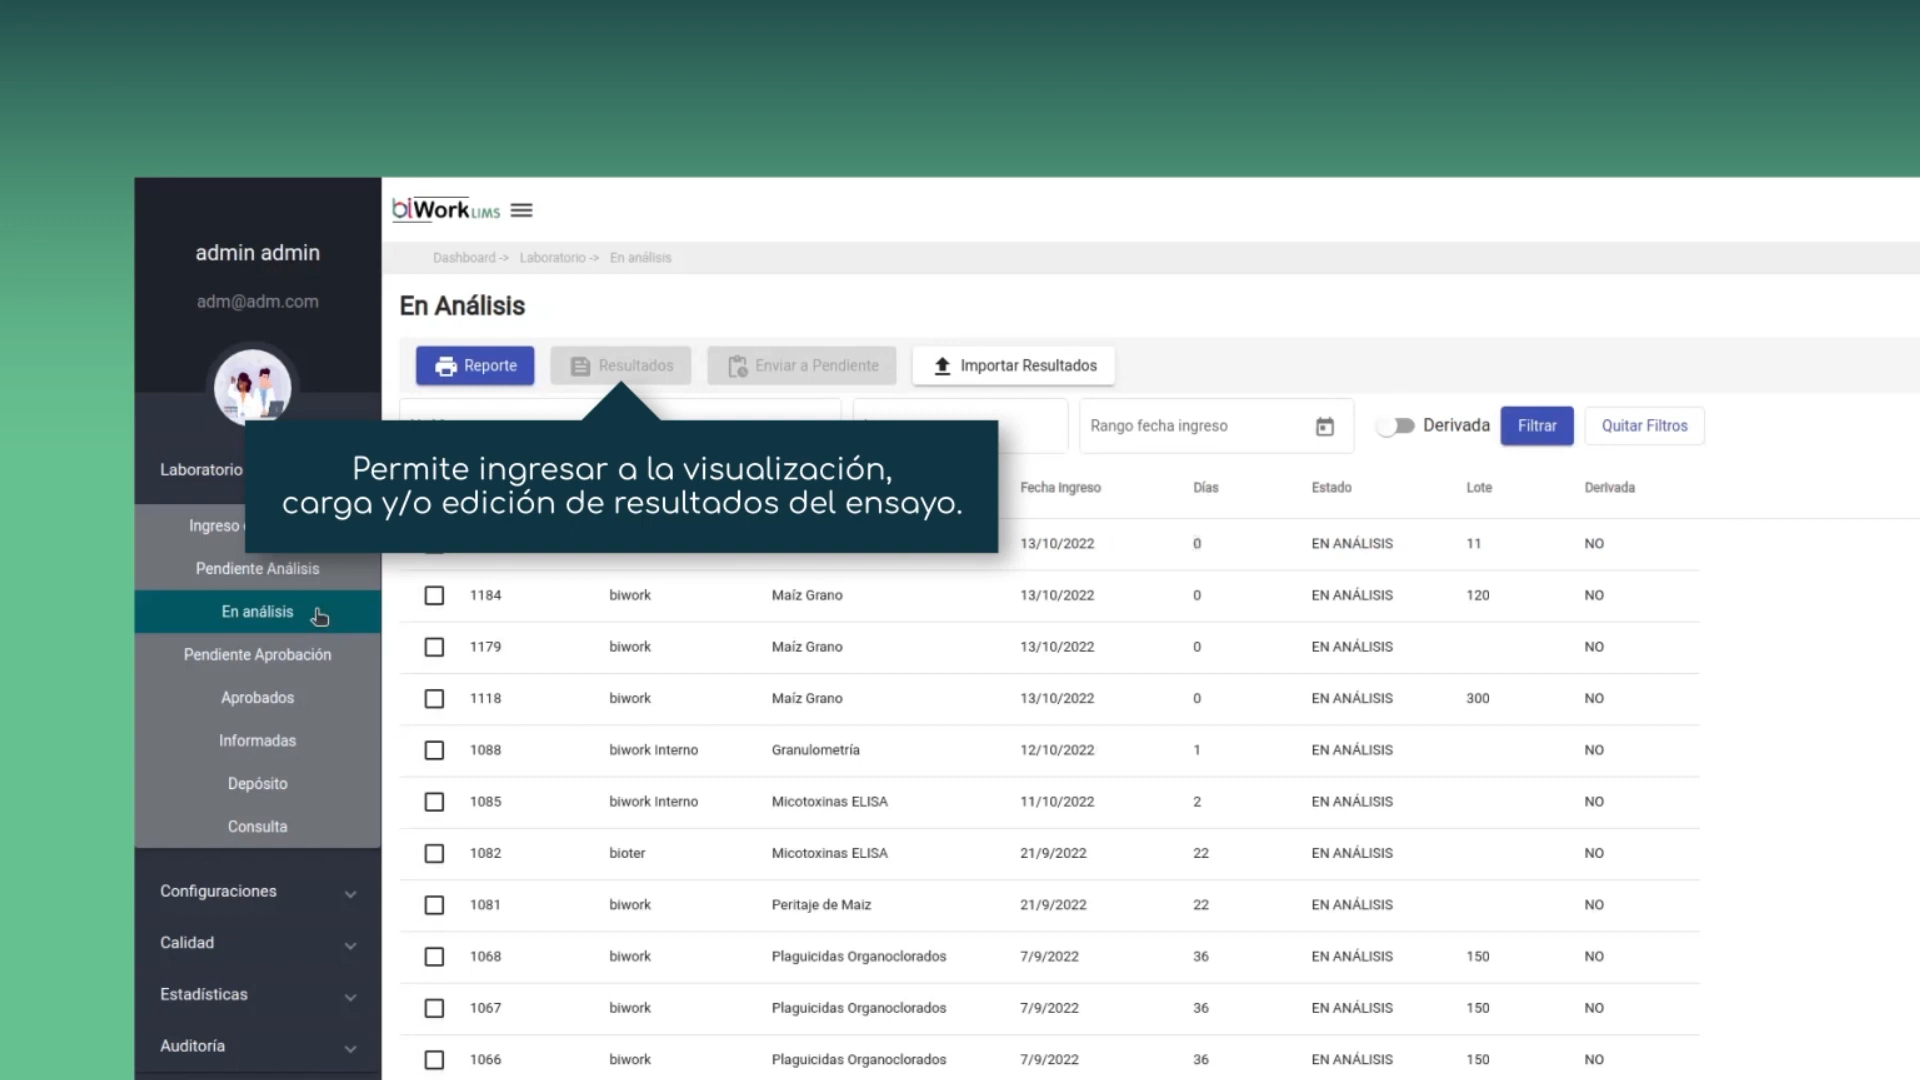 admin admin
adm@adm.com
Laboratorio
Ingreso
Pendiente Análisis
En análisis
Pendiente Aprobación
Aprobados
Informadas
Depósito
Consulta
Configuraciones
Calidad
Estadísticas
Auditoría
biWork LIMS
Dashboard -> Laboratorio -> En análisis
En Análisis
Reporte Resultados Enviar a Pendiente Importar Resultados
Rango fecha ingreso Derivada Filtrar Quitar Filtros
Permite ingresar a la visualización,
carga y/o edición de resultados del ensayo.
Fecha Ingreso Días Estado Lote Derivada
13/10/2022 0 EN ANÁLISIS 11 NO
1184 biwork Maíz Grano 13/10/2022 0 EN ANÁLISIS 120 NO
1179 biwork Maíz Grano 13/10/2022 0 EN ANÁLISIS NO
1118 biwork Maíz Grano 13/10/2022 0 EN ANÁLISIS 300 NO
1088 biwork Interno Granulometría 12/10/2022 1 EN ANÁLISIS NO
1085 biwork Interno Micotoxinas ELISA 11/10/2022 2 EN ANÁLISIS NO
1082 bioter Micotoxinas ELISA 21/9/2022 22 EN ANÁLISIS NO
1081 biwork Peritaje de Maiz 21/9/2022 22 EN ANÁLISIS NO
1068 biwork Plaguicidas Organoclorados 7/9/2022 36 EN ANÁLISIS 150 NO
1067 biwork Plaguicidas Organoclorados 7/9/2022 36 EN ANÁLISIS 150 NO
1066 biwork Plaguicidas Organoclorados 7/9/2022 36 EN ANÁLISIS 150 NO